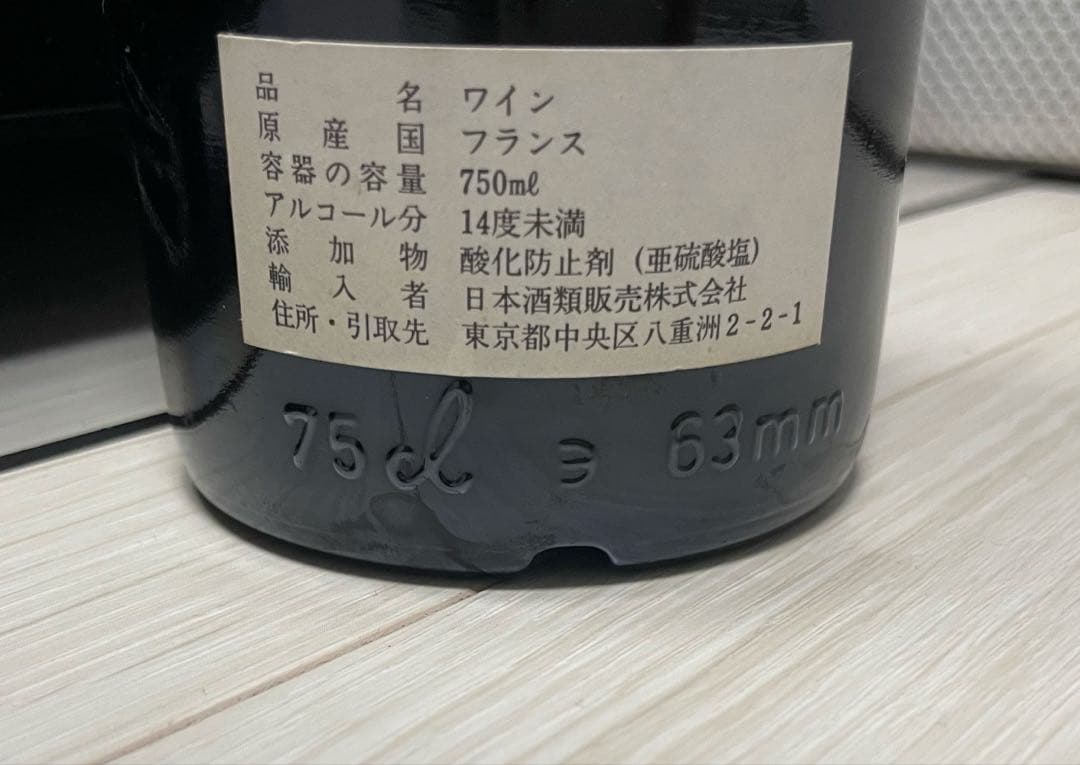 品名 ワイン
原産国 フランス
容器の容量 750mℓ
アルコール分 14度未満
添加物 酸化防止剤（亜硫酸塩）
輸入者 日本酒類販売株式会社
住所・引取先 東京都中央区八重洲2-2-1
75cl ∍ 63mm